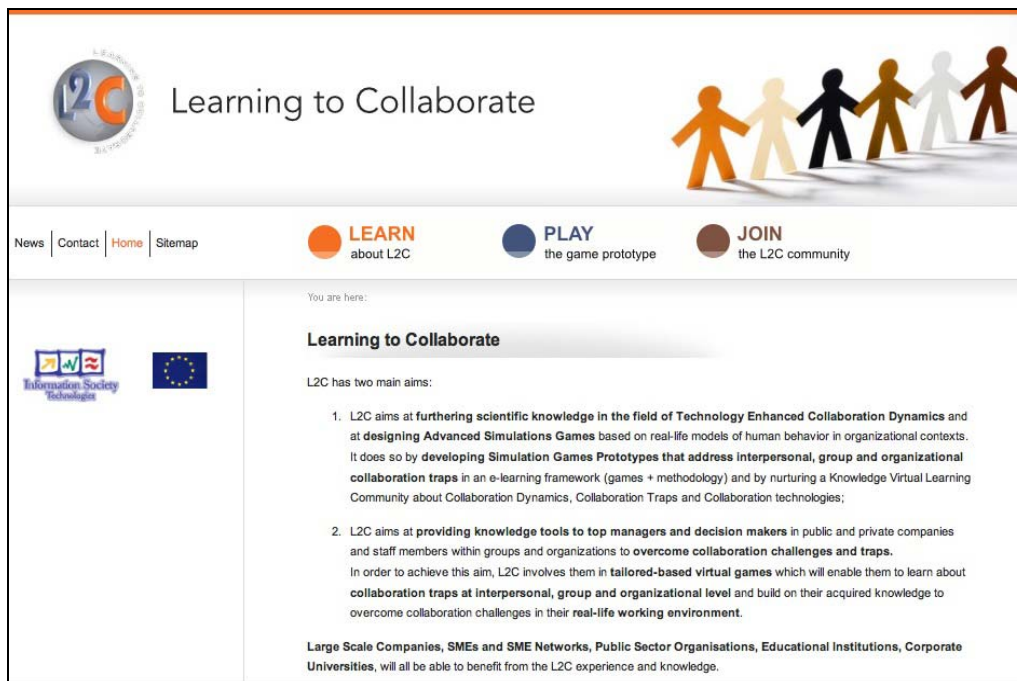 LEARNING TO COLLABORATE
L2C
Learning to Collaborate
News Contact Home Sitemap
LEARN
about L2C
PLAY
the game prototype
JOIN
the L2C community
You are here:
Information Society
Technologies
Learning to Collaborate
L2C has two main aims:
1. L2C aims at furthering scientific knowledge in the field of Technology Enhanced Collaboration Dynamics and
at designing Advanced Simulations Games based on real-life models of human behavior in organizational contexts.
It does so by developing Simulation Games Prototypes that address interpersonal, group and organizational
collaboration traps in an e-learning framework (games + methodology) and by nurturing a Knowledge Virtual Learning
Community about Collaboration Dynamics, Collaboration Traps and Collaboration technologies;
2. L2C aims at providing knowledge tools to top managers and decision makers in public and private companies
and staff members within groups and organizations to overcome collaboration challenges and traps.
In order to achieve this aim, L2C involves them in tailored-based virtual games which will enable them to learn about
collaboration traps at interpersonal, group and organizational level and build on their acquired knowledge to
overcome collaboration challenges in their real-life working environment.
Large Scale Companies, SMEs and SME Networks, Public Sector Organisations, Educational Institutions, Corporate
Universities, will all be able to benefit from the L2C experience and knowledge.